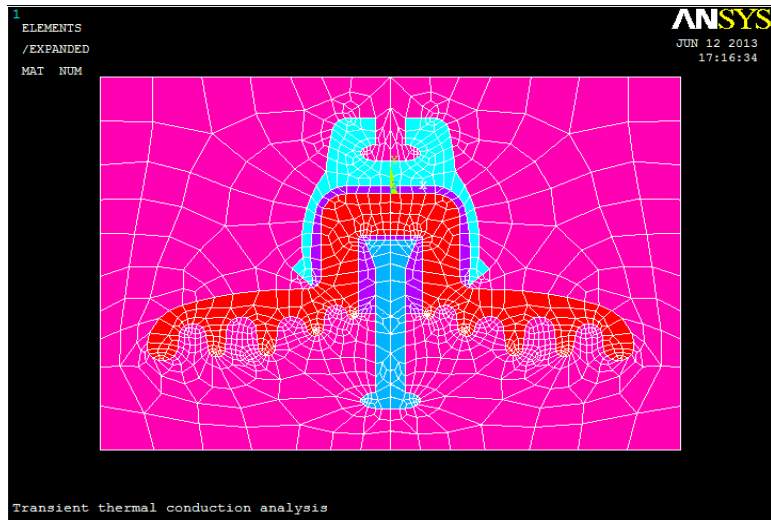 1
ELEMENTS
/EXPANDED
MAT NUM
ANSYS
JUN 12 2013
17:16:34
Transient thermal conduction analysis